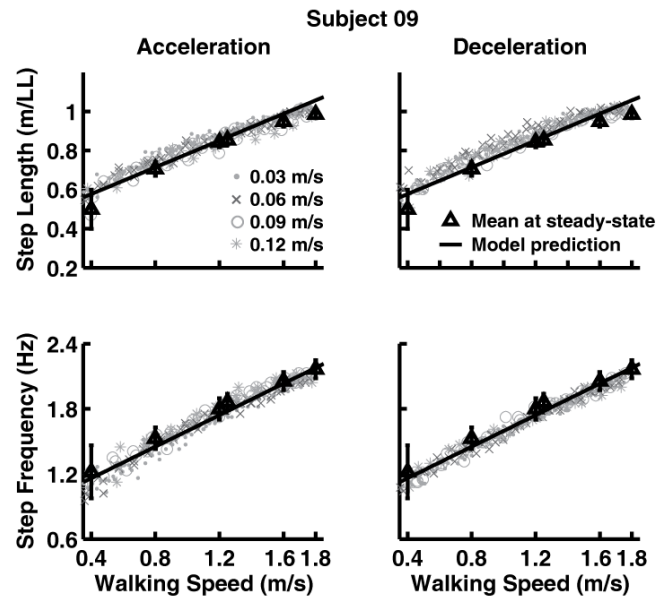 Subject 09
Acceleration
Deceleration
Step Length (m/LL)
1
0.8
0.6
0.4
0.2
0.03 m/s
0.06 m/s
0.09 m/s
0.12 m/s
Mean at steady-state
Model prediction
Step Frequency (Hz)
2.4
1.8
1.2
0.6
0.4 0.8 1.2 1.6 1.8
Walking Speed (m/s)
0.4 0.8 1.2 1.6 1.8
Walking Speed (m/s)